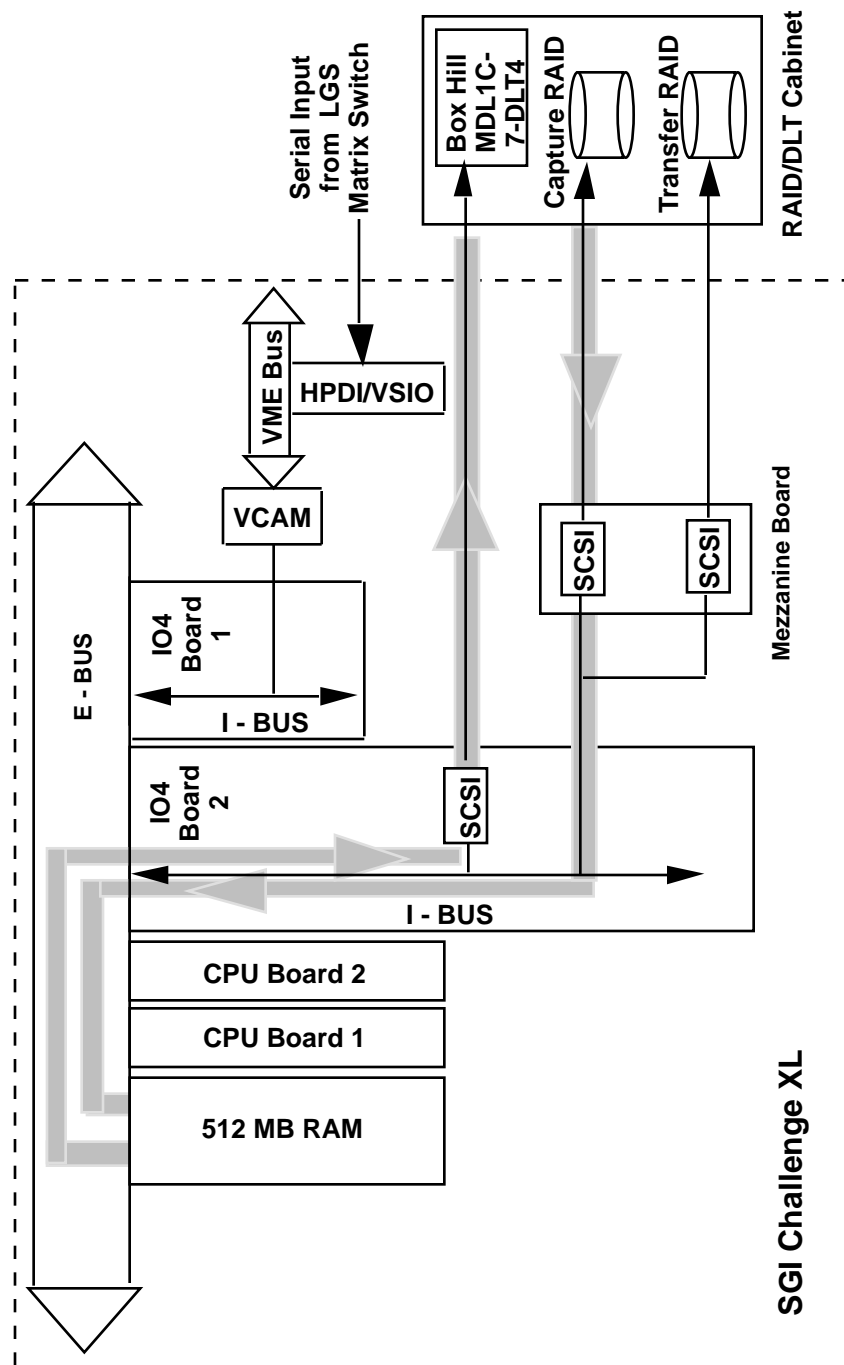 Serial Input
from LGS
Matrix Switch
Box Hill
MDL1C-
7-DLT4
Capture RAID
Transfer RAID
RAID/DLT Cabinet
VME Bus
HPDI/VSIO
VCAM
SCSI
SCSI
Mezzanine Board
E - BUS
IO4
Board
1
I - BUS
IO4
Board
2
SCSI
I - BUS
CPU Board 2
CPU Board 1
512 MB RAM
SGI Challenge XL